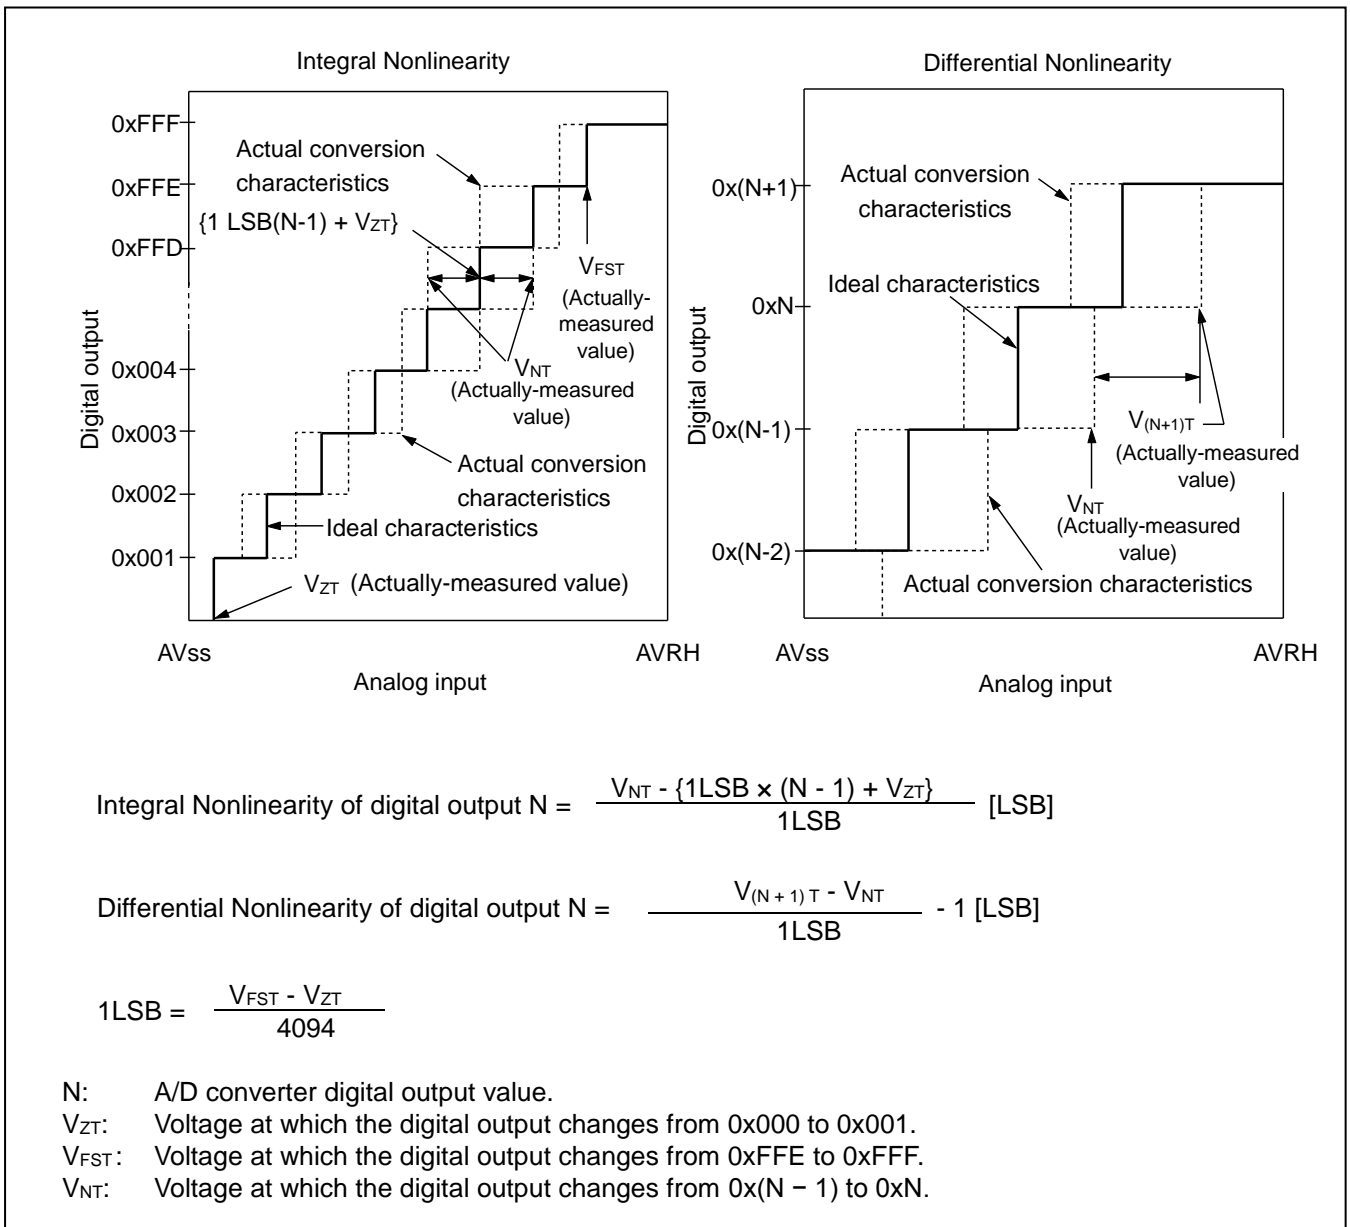 Integral Nonlinearity
0xFFF
Actual conversion
characteristics
0xFFE
{1 LSB(N-1) + VZT}
0xFFD
VFST
(Actually-
measured
value)
VNT
(Actually-measured
value)
0x004
0x003
Actual conversion
characteristics
0x002
Ideal characteristics
0x001
VZT (Actually-measured value)
Digital output
AVss
AVRH
Analog input
Differential Nonlinearity
Actual conversion
characteristics
0x(N+1)
Ideal characteristics
0xN
0x(N-1)
V(N+1)T
(Actually-measured
value)
VNT
(Actually-measured
value)
0x(N-2)
Actual conversion characteristics
Digital output
AVss
AVRH
Analog input
Integral Nonlinearity of digital output N = VNT - {1LSB × (N - 1) + VZT} [LSB]
1LSB
Differential Nonlinearity of digital output N = V(N + 1) T - VNT - 1 [LSB]
1LSB
1LSB = VFST - VZT
4094
N: A/D converter digital output value.
VZT: Voltage at which the digital output changes from 0x000 to 0x001.
VFST: Voltage at which the digital output changes from 0xFFE to 0xFFF.
VNT: Voltage at which the digital output changes from 0x(N − 1) to 0xN.